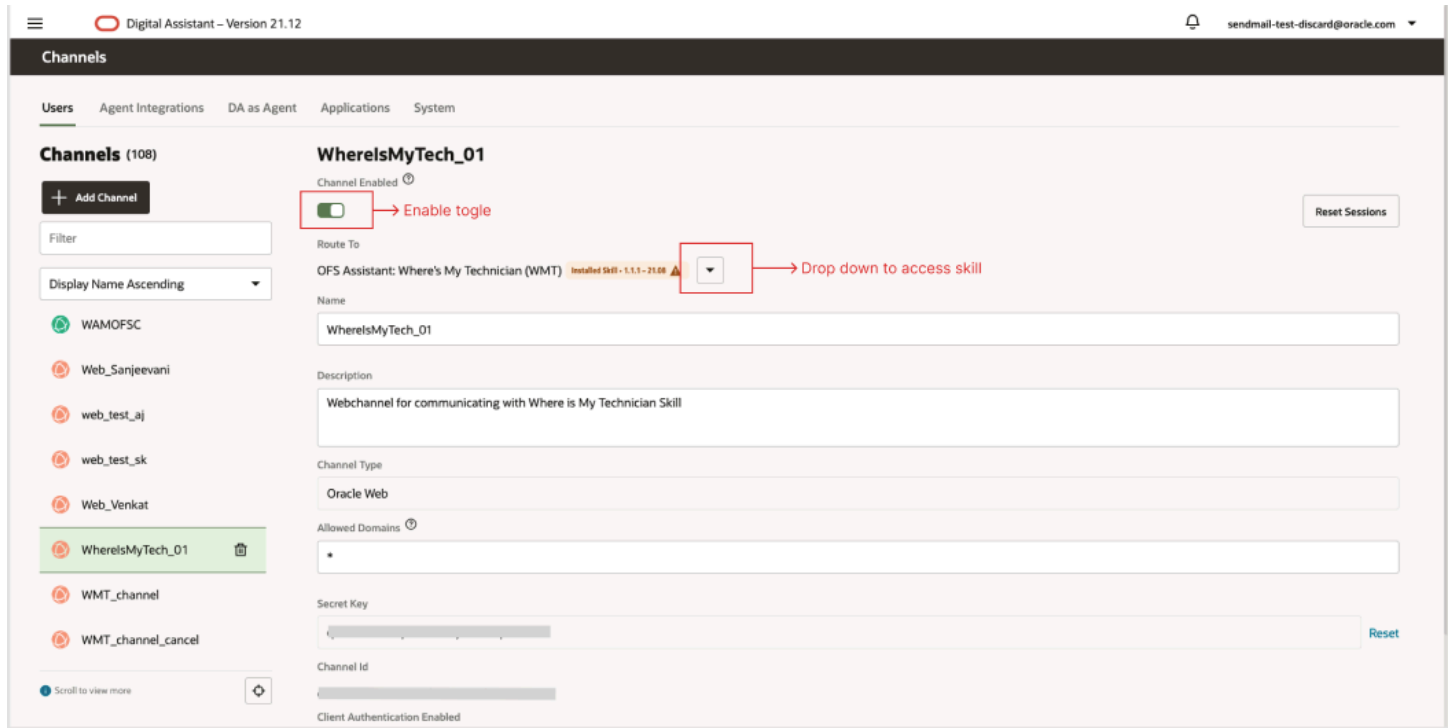 Digital Assistant – Version 21.12
sendmail-test-discard@oracle.com
Channels
Users Agent Integrations DA as Agent Applications System
Channels (108)
Add Channel
Filter
Display Name Ascending
WAMOFSC
Web_Sanjeevani
web_test_aj
web_test_sk
Web_Venkat
WhereIsMyTech_01
WMT_channel
WMT_channel_cancel
Scroll to view more
WhereIsMyTech_01
Channel Enabled
Enable togle
Reset Sessions
Route To
OFS Assistant: Where's My Technician (WMT) Installed Skill - 1.1.1 - 21.08
Drop down to access skill
Name
WhereIsMyTech_01
Description
Webchannel for communicating with Where is My Technician Skill
Channel Type
Oracle Web
Allowed Domains
*
Secret Key
Reset
Channel Id
Client Authentication Enabled